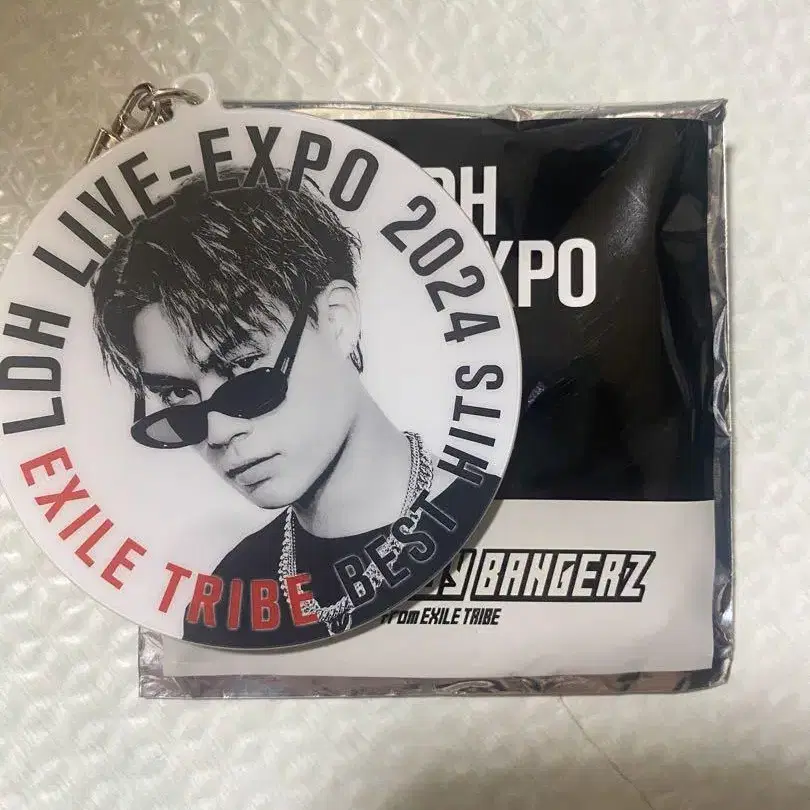 LDH LIVE-EXPO 2024
EXILE TRIBE BEST HITS
DH
XPO
Y BANGERZ
From EXILE TRIBE